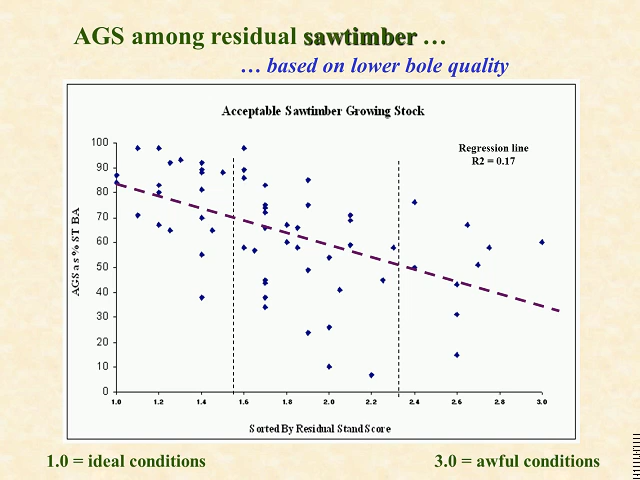 AGS among residual sawtimber …
… based on lower bole quality
Acceptable Sawtimber Growing Stock
Regression line
R2 = 0.17
100
90
80
70
60
50
40
30
20
10
0
AGS as % ST BA
1.0 1.2 1.4 1.6 1.8 2.0 2.2 2.4 2.6 2.8 3.0
Sorted By Residual Stand Score
1.0 = ideal conditions
3.0 = awful conditions